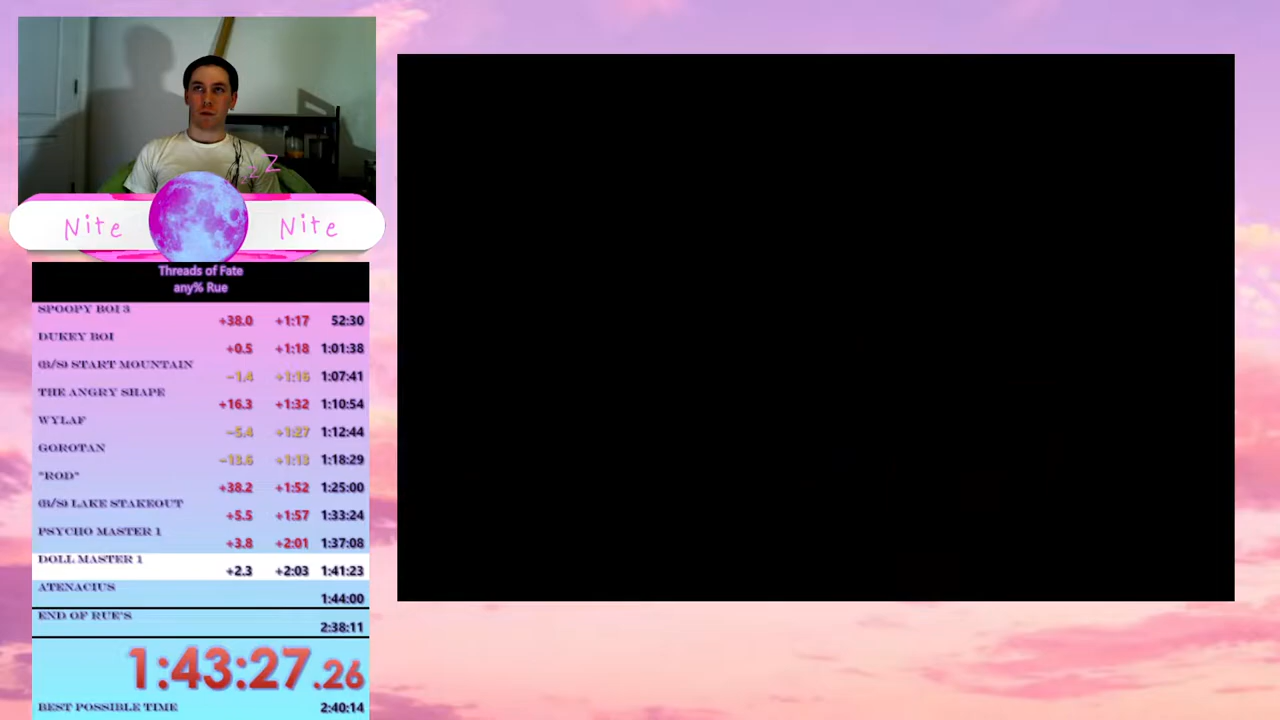 zZ
Nite Nite
Threads of Fate
any% Rue
SPOOPY BOI 3
+38.0 +1:17 52:30
DUKEY BOI
+0.5 +1:18 1:01:38
(B/S) START MOUNTAIN
-1.4 +1:16 1:07:41
THE ANGRY SHAPE
+16.3 +1:32 1:10:54
WYLAF
-5.4 +1:27 1:12:44
GOROTAN
-13.6 +1:13 1:18:29
"ROD"
+38.2 +1:52 1:25:00
(B/S) LAKE STAKEOUT
+5.5 +1:57 1:33:24
PSYCHO MASTER 1
+3.8 +2:01 1:37:08
DOLL MASTER 1
+2.3 +2:03 1:41:23
ATENACIUS
1:44:00
END OF RUE'S
2:38:11
1:43:27.26
BEST POSSIBLE TIME 2:40:14